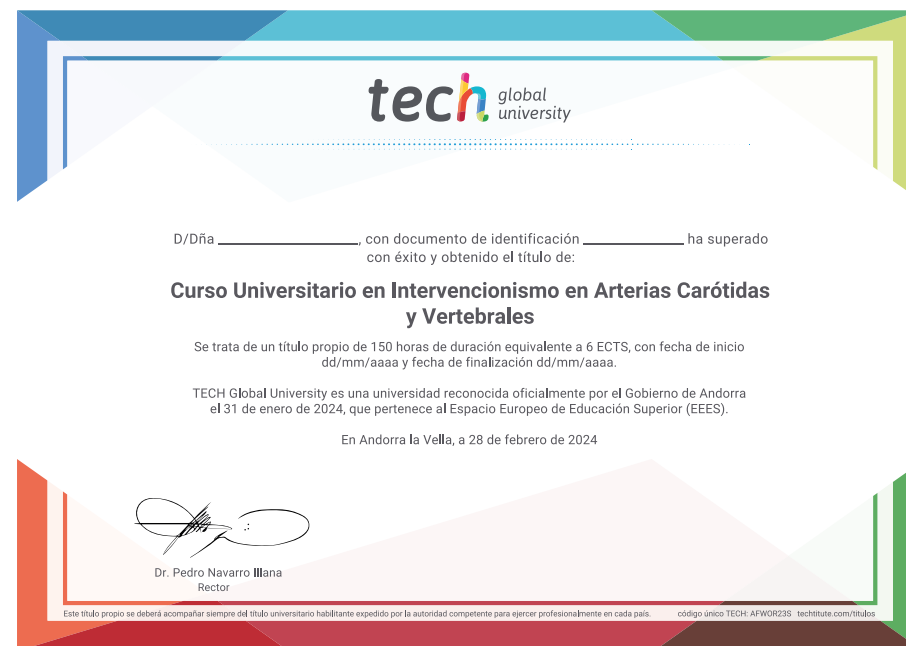 tech global university
D/Dña __________________, con documento de identificación _____________ ha superado
con éxito y obtenido el título de:
Curso Universitario en Intervencionismo en Arterias Carótidas
y Vertebrales
Se trata de un título propio de 150 horas de duración equivalente a 6 ECTS, con fecha de inicio
dd/mm/aaaa y fecha de finalización dd/mm/aaaa.
TECH Global University es una universidad reconocida oficialmente por el Gobierno de Andorra
el 31 de enero de 2024, que pertenece al Espacio Europeo de Educación Superior (EEES).
En Andorra la Vella, a 28 de febrero de 2024
Dr. Pedro Navarro Illana
Rector
Este título propio se deberá acompañar siempre del título universitario habilitante expedido por la autoridad competente para ejercer profesionalmente en cada país. código único TECH: AFWOR23S techtitute.com/titulos